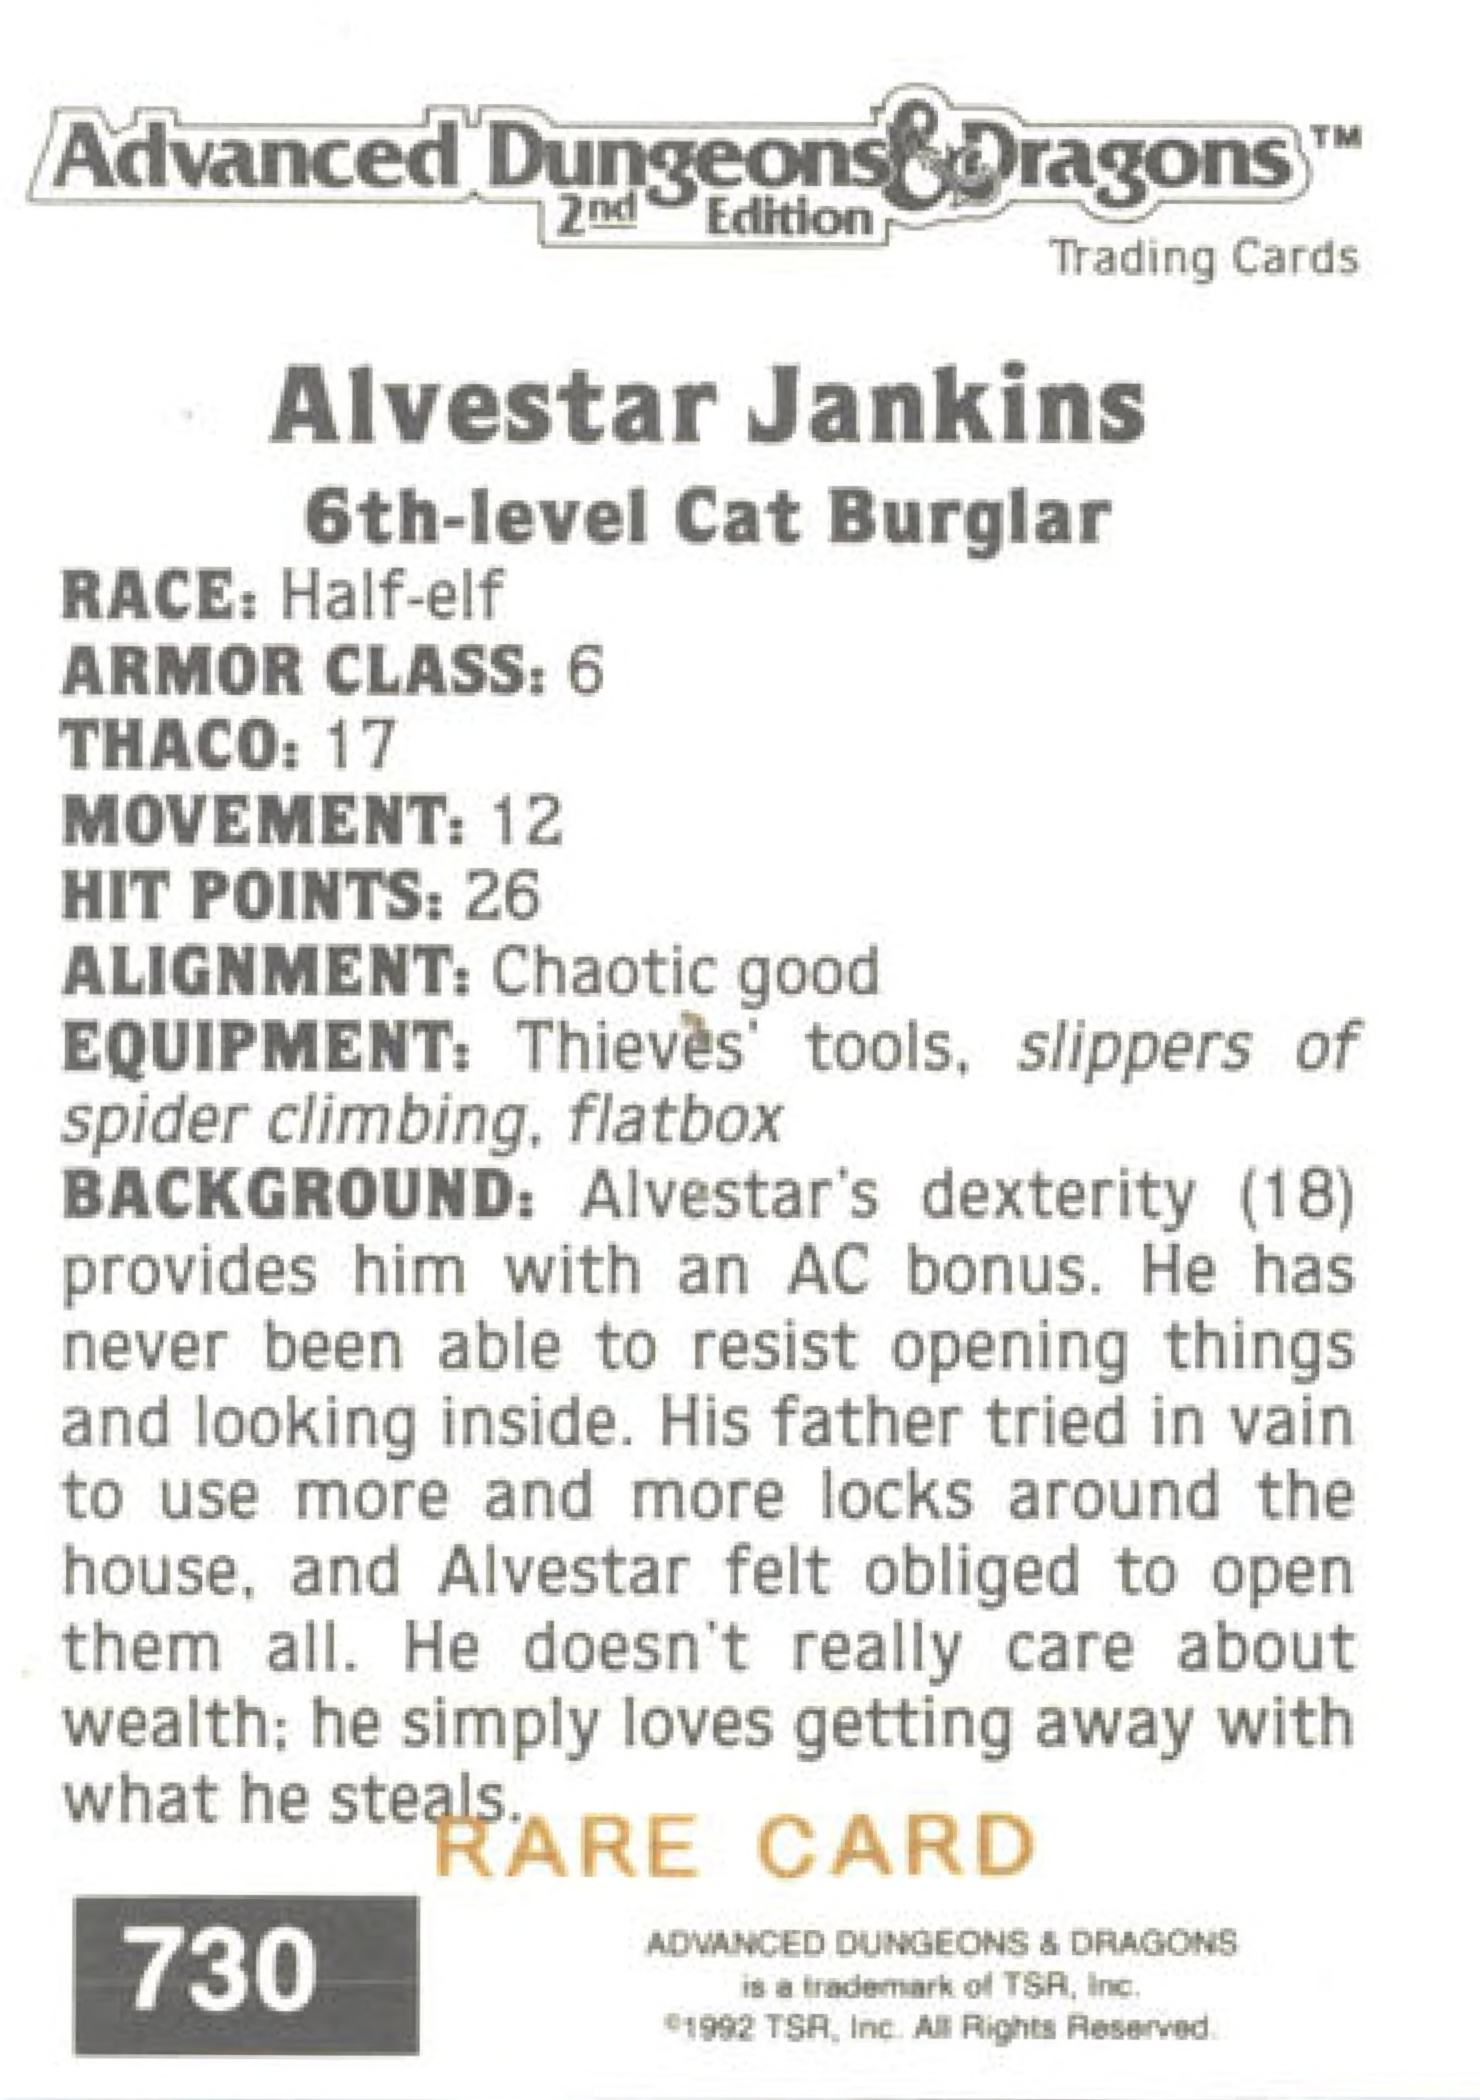 Advanced Dungeons & Dragons™
2nd Edition
Trading Cards
Alvestar Jankins
6th-level Cat Burglar
RACE: Half-elf
ARMOR CLASS: 6
THACO: 17
MOVEMENT: 12
HIT POINTS: 26
ALIGNMENT: Chaotic good
EQUIPMENT: Thieves' tools, slippers of
spider climbing, flatbox
BACKGROUND: Alvestar's dexterity (18)
provides him with an AC bonus. He has
never been able to resist opening things
and looking inside. His father tried in vain
to use more and more locks around the
house, and Alvestar felt obliged to open
them all. He doesn't really care about
wealth; he simply loves getting away with
what he steals.
RARE CARD
730
ADVANCED DUNGEONS & DRAGONS
is a trademark of TSR, Inc.
©1992 TSR, Inc. All Rights Reserved.